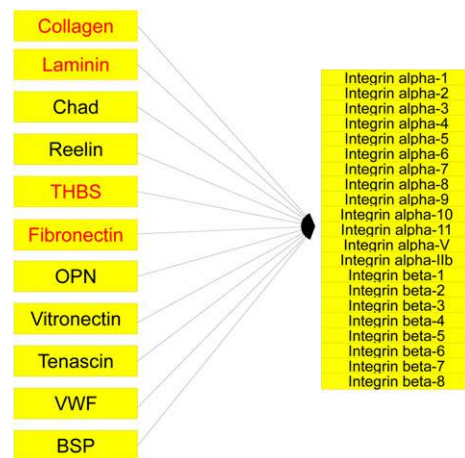 Collagen
Laminin
Chad
Reelin
THBS
Fibronectin
OPN
Vitronectin
Tenascin
VWF
BSP
Integrin alpha-1
Integrin alpha-2
Integrin alpha-3
Integrin alpha-4
Integrin alpha-5
Integrin alpha-6
Integrin alpha-7
Integrin alpha-8
Integrin alpha-9
Integrin alpha-10
Integrin alpha-11
Integrin alpha-V
Integrin alpha-IIb
Integrin beta-1
Integrin beta-2
Integrin beta-3
Integrin beta-4
Integrin beta-5
Integrin beta-6
Integrin beta-7
Integrin beta-8